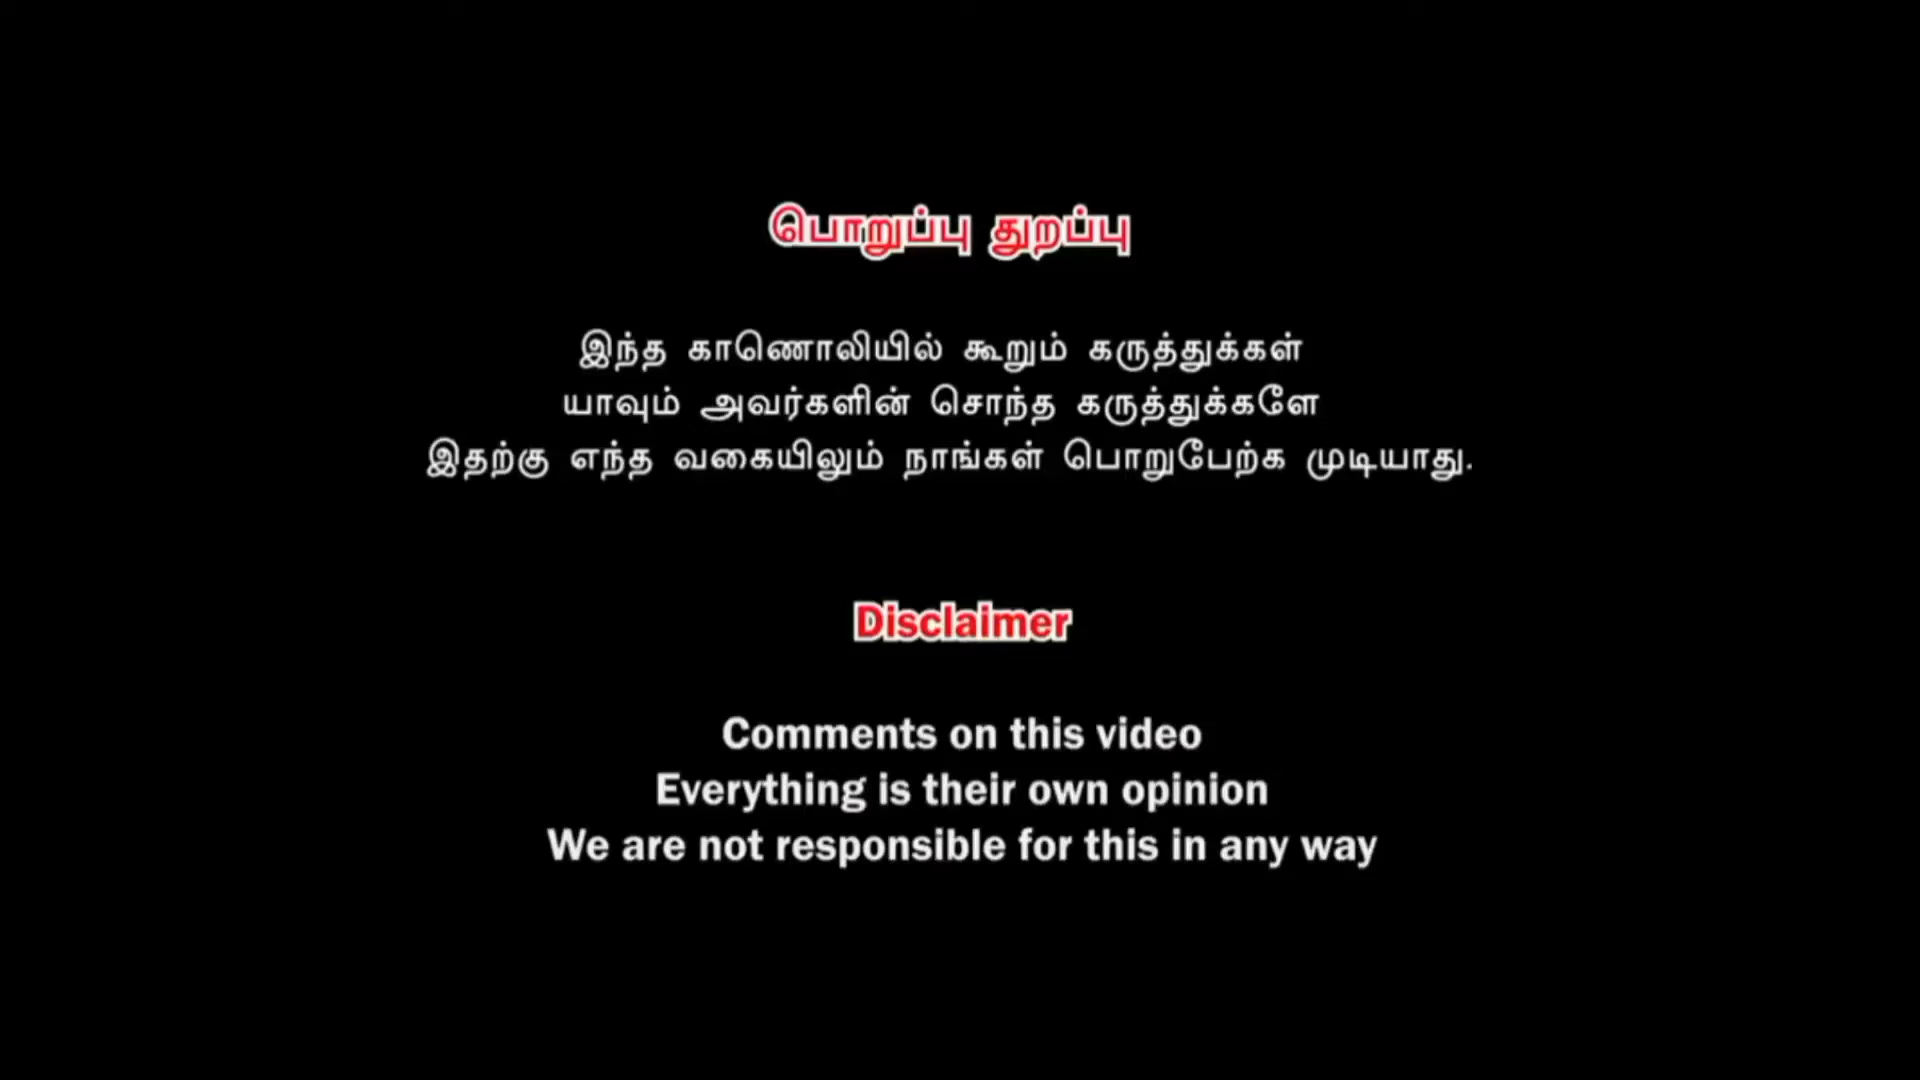 பொறுப்பு துறப்பு
இந்த காணொலியில் கூறும் கருத்துக்கள்
யாவும் அவர்களின் சொந்த கருத்துக்களே
இதற்கு எந்த வகையிலும் நாங்கள் பொறுபேற்க முடியாது.
Disclaimer
Comments on this video
Everything is their own opinion
We are not responsible for this in any way